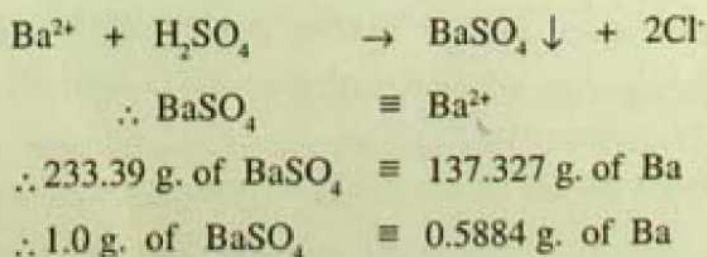 Ba²⁺ + H₂SO₄ → BaSO₄ ↓ + 2Cl⁻
∴ BaSO₄ ≡ Ba²⁺
∴ 233.39 g. of BaSO₄ ≡ 137.327 g. of Ba
∴ 1.0 g. of BaSO₄ ≡ 0.5884 g. of Ba